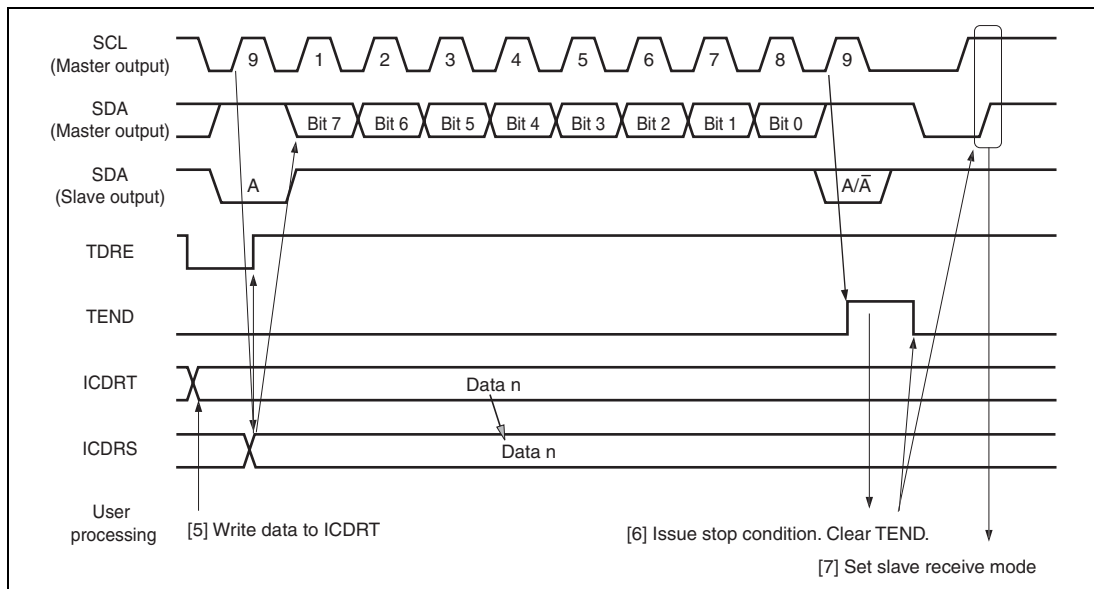 SCL
(Master output)
9 1 2 3 4 5 6 7 8 9
SDA
(Master output)
Bit 7 Bit 6 Bit 5 Bit 4 Bit 3 Bit 2 Bit 1 Bit 0
SDA
(Slave output)
A A/A̅
TDRE
TEND
ICDRT
Data n
ICDRS
Data n
User
processing
[5] Write data to ICDRT
[6] Issue stop condition. Clear TEND.
[7] Set slave receive mode